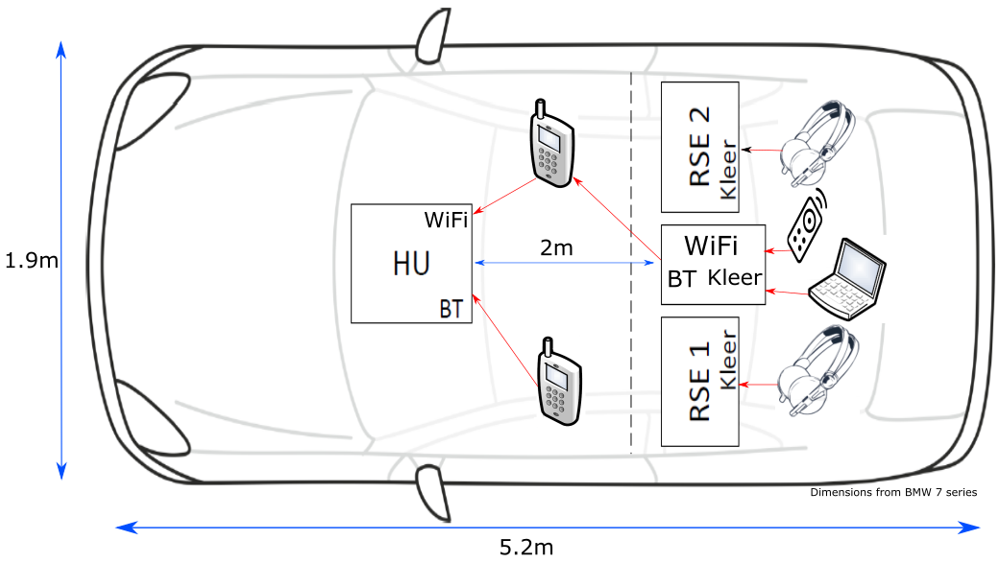 RSE 2
Kleer
WiFi
HU
BT
2m
WiFi
BT Kleer
1.9m
RSE 1
Kleer
Dimensions from BMW 7 series
5.2m